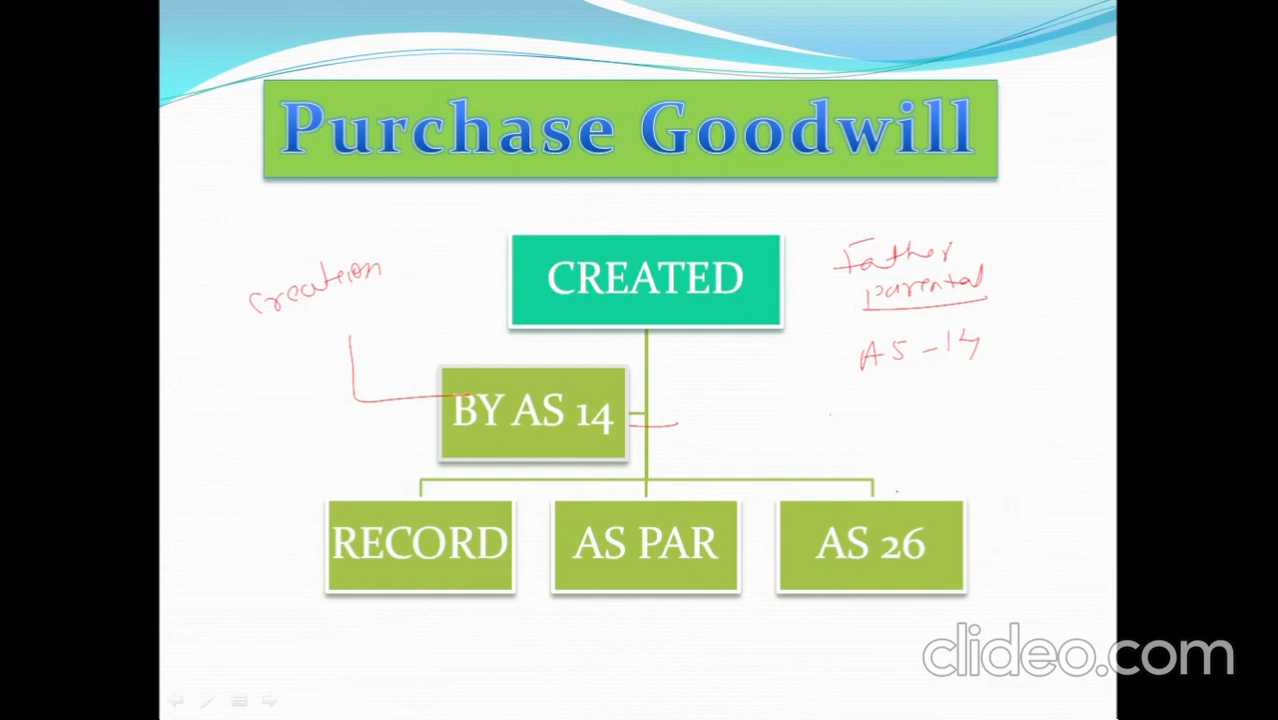 Purchase Goodwill
CREATED
Father
parental
creation
AS-14
BY AS 14
RECORD
AS PAR
AS 26
clideo.com